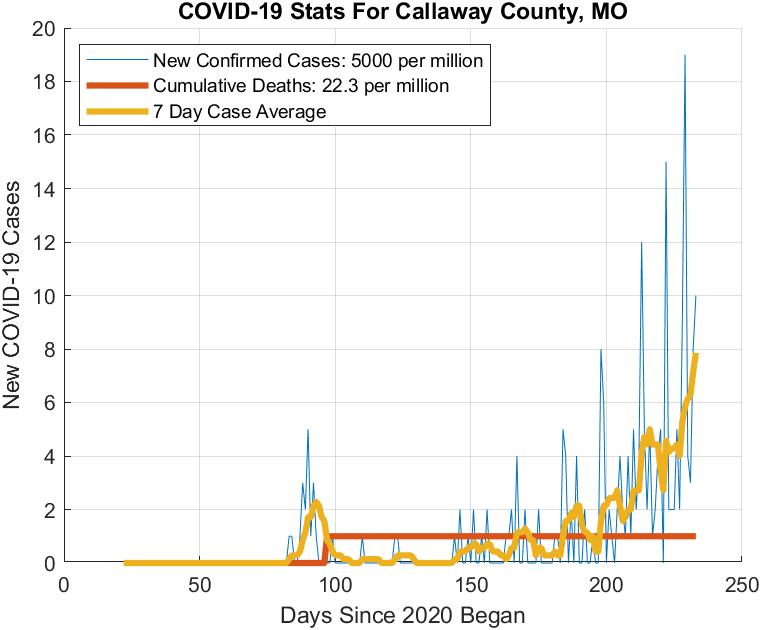 COVID-19 Stats For Callaway County, MO
New Confirmed Cases: 5000 per million
Cumulative Deaths: 22.3 per million
7 Day Case Average
New COVID-19 Cases
20
18
16
14
12
10
8
6
4
2
0
0 50 100 150 200 250
Days Since 2020 Began